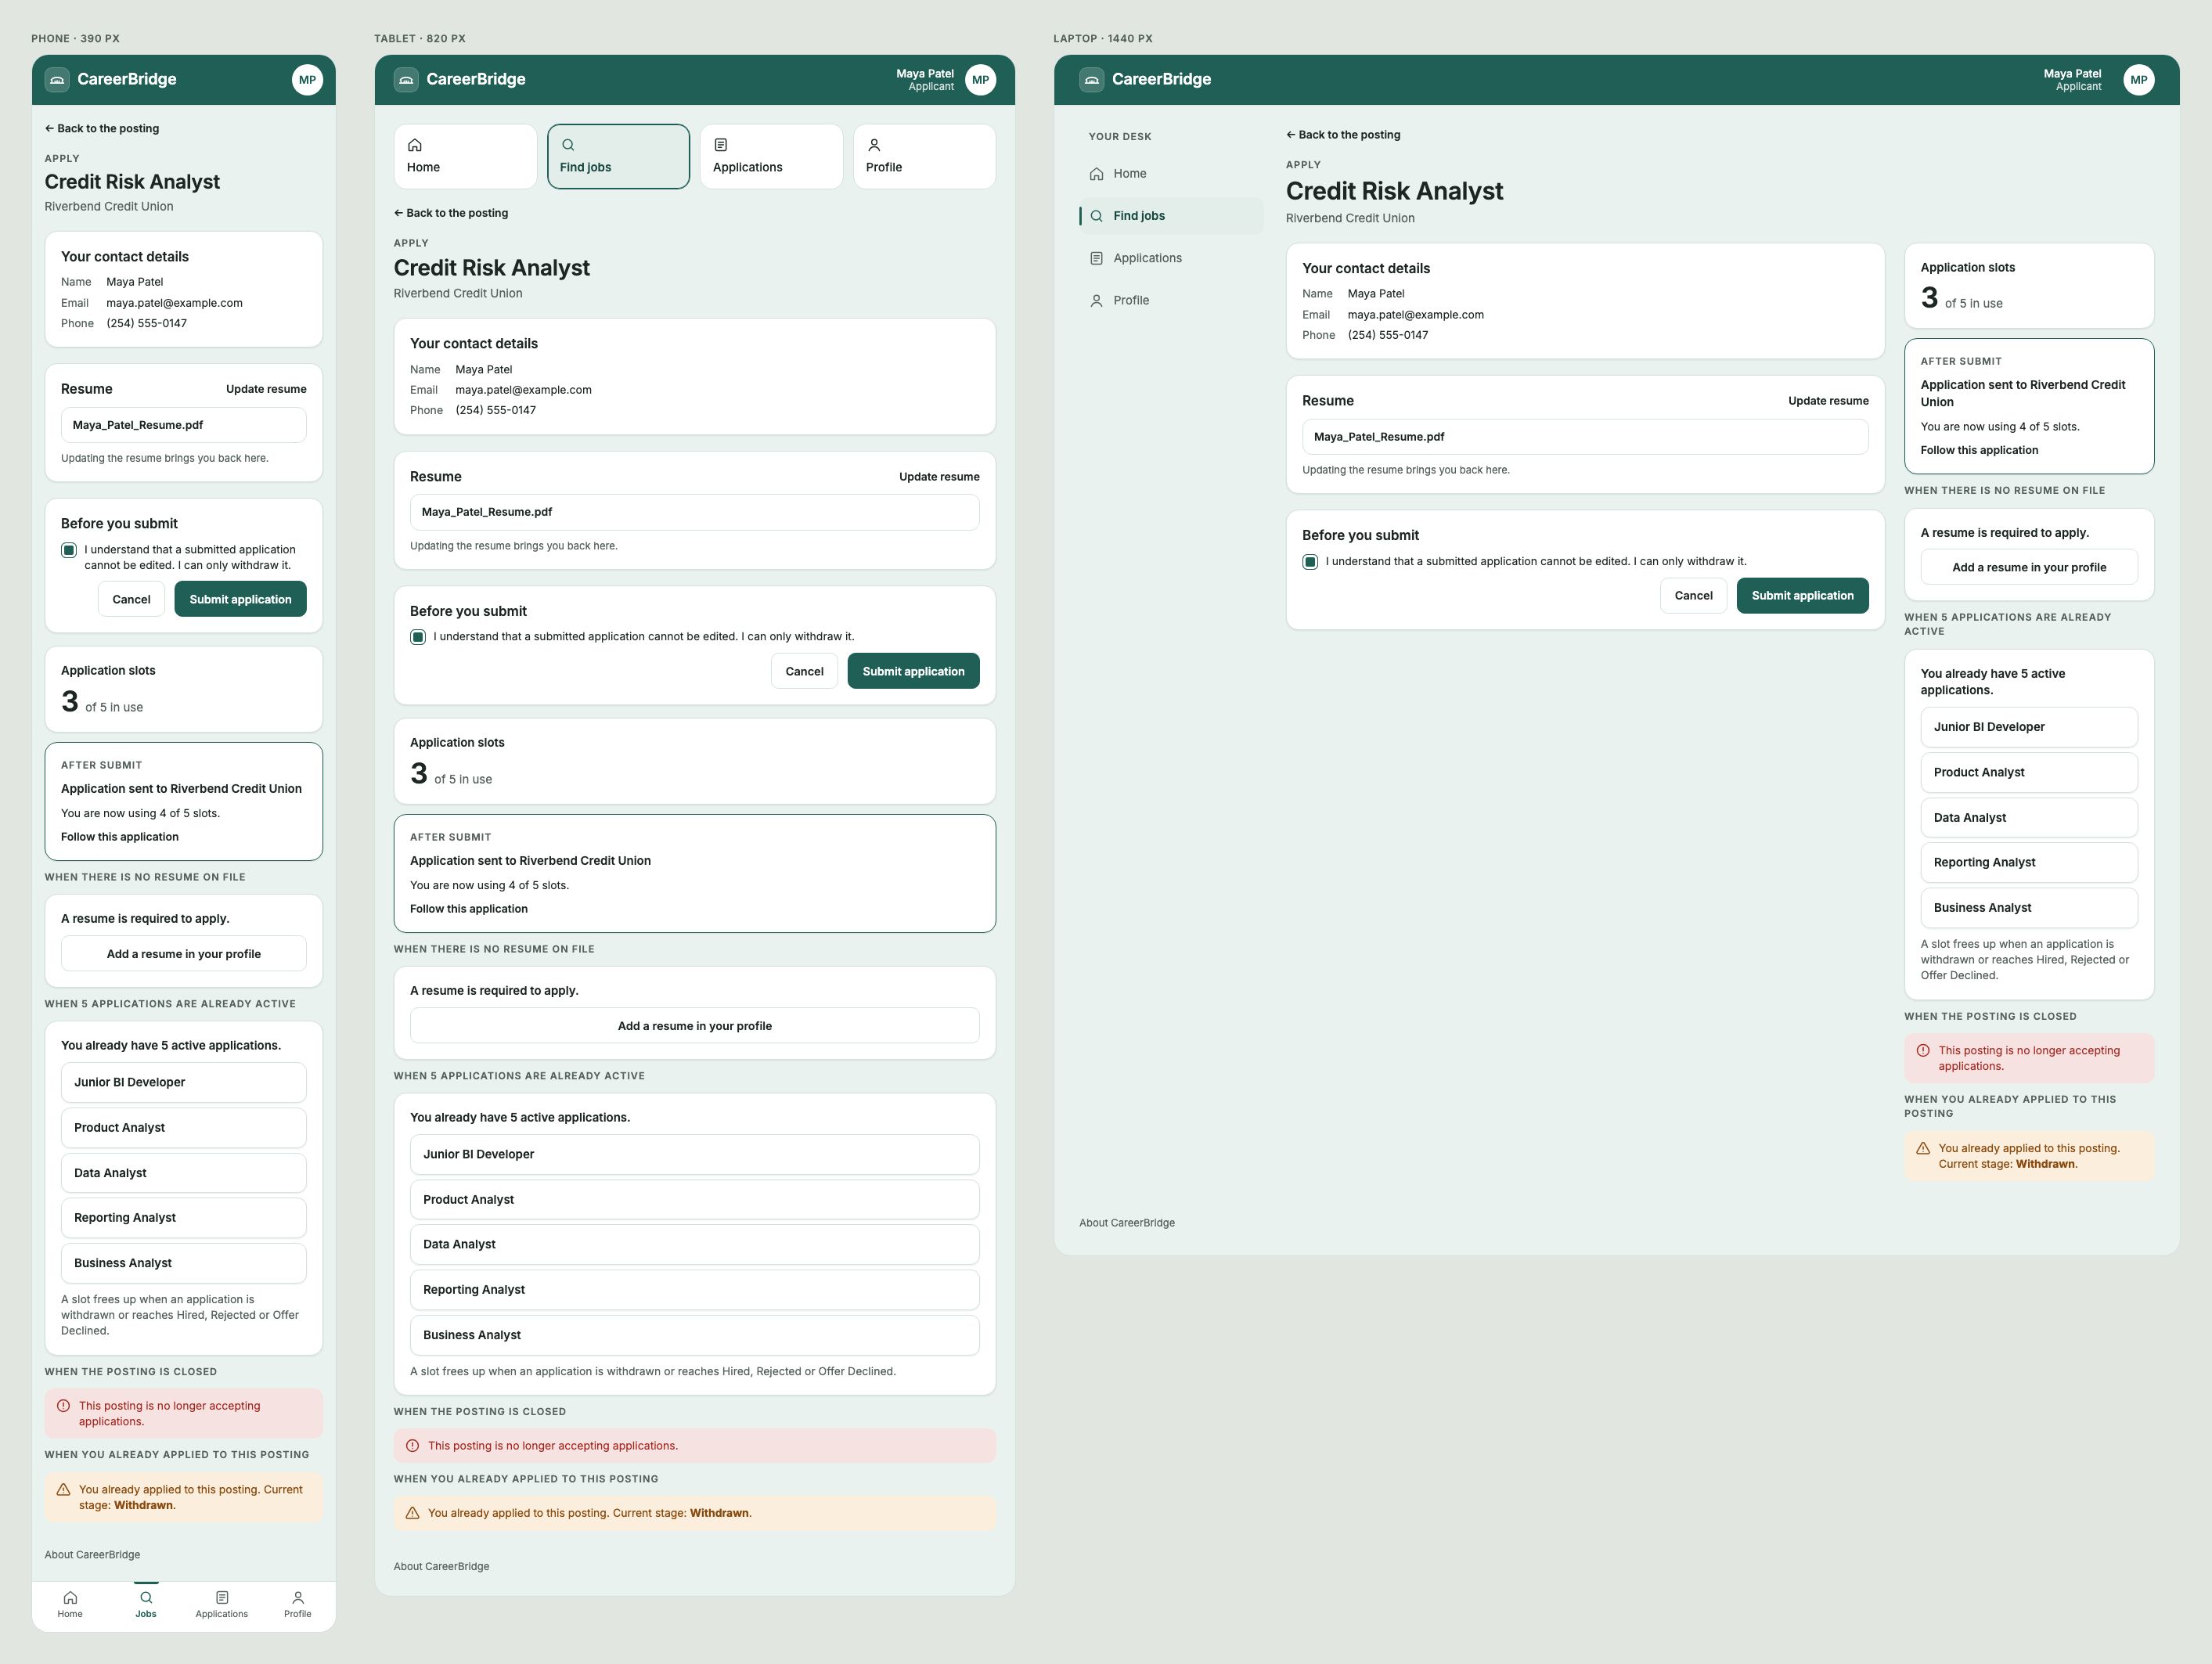 PHONE · 390 PX
CareerBridge
MP
← Back to the posting
APPLY
Credit Risk Analyst
Riverbend Credit Union
Your contact details
Name Maya Patel
Email maya.patel@example.com
Phone (254) 555-0147
Resume Update resume
Maya_Patel_Resume.pdf
Updating the resume brings you back here.
Before you submit
I understand that a submitted application
cannot be edited. I can only withdraw it.
Cancel Submit application
Application slots
3 of 5 in use
AFTER SUBMIT
Application sent to Riverbend Credit Union
You are now using 4 of 5 slots.
Follow this application
WHEN THERE IS NO RESUME ON FILE
A resume is required to apply.
Add a resume in your profile
WHEN 5 APPLICATIONS ARE ALREADY ACTIVE
You already have 5 active applications.
Junior BI Developer
Product Analyst
Data Analyst
Reporting Analyst
Business Analyst
A slot frees up when an application is
withdrawn or reaches Hired, Rejected or Offer
Declined.
WHEN THE POSTING IS CLOSED
This posting is no longer accepting
applications.
WHEN YOU ALREADY APPLIED TO THIS POSTING
You already applied to this posting. Current
stage: Withdrawn.
About CareerBridge
Home Jobs Applications Profile
TABLET · 820 PX
CareerBridge
Maya Patel
Applicant
MP
Home Find jobs Applications Profile
← Back to the posting
APPLY
Credit Risk Analyst
Riverbend Credit Union
Your contact details
Name Maya Patel
Email maya.patel@example.com
Phone (254) 555-0147
Resume Update resume
Maya_Patel_Resume.pdf
Updating the resume brings you back here.
Before you submit
I understand that a submitted application cannot be edited. I can only withdraw it.
Cancel Submit application
Application slots
3 of 5 in use
AFTER SUBMIT
Application sent to Riverbend Credit Union
You are now using 4 of 5 slots.
Follow this application
WHEN THERE IS NO RESUME ON FILE
A resume is required to apply.
Add a resume in your profile
WHEN 5 APPLICATIONS ARE ALREADY ACTIVE
You already have 5 active applications.
Junior BI Developer
Product Analyst
Data Analyst
Reporting Analyst
Business Analyst
A slot frees up when an application is withdrawn or reaches Hired, Rejected or Offer Declined.
WHEN THE POSTING IS CLOSED
This posting is no longer accepting applications.
WHEN YOU ALREADY APPLIED TO THIS POSTING
You already applied to this posting. Current stage: Withdrawn.
About CareerBridge
LAPTOP · 1440 PX
CareerBridge
Maya Patel
Applicant
MP
YOUR DESK
Home
Find jobs
Applications
Profile
← Back to the posting
APPLY
Credit Risk Analyst
Riverbend Credit Union
Your contact details
Name Maya Patel
Email maya.patel@example.com
Phone (254) 555-0147
Resume Update resume
Maya_Patel_Resume.pdf
Updating the resume brings you back here.
Before you submit
I understand that a submitted application cannot be edited. I can only withdraw it.
Cancel Submit application
Application slots
3 of 5 in use
AFTER SUBMIT
Application sent to Riverbend Credit
Union
You are now using 4 of 5 slots.
Follow this application
WHEN THERE IS NO RESUME ON FILE
A resume is required to apply.
Add a resume in your profile
WHEN 5 APPLICATIONS ARE ALREADY
ACTIVE
You already have 5 active
applications.
Junior BI Developer
Product Analyst
Data Analyst
Reporting Analyst
Business Analyst
A slot frees up when an application is
withdrawn or reaches Hired, Rejected or
Offer Declined.
WHEN THE POSTING IS CLOSED
This posting is no longer accepting
applications.
WHEN YOU ALREADY APPLIED TO THIS
POSTING
You already applied to this posting.
Current stage: Withdrawn.
About CareerBridge